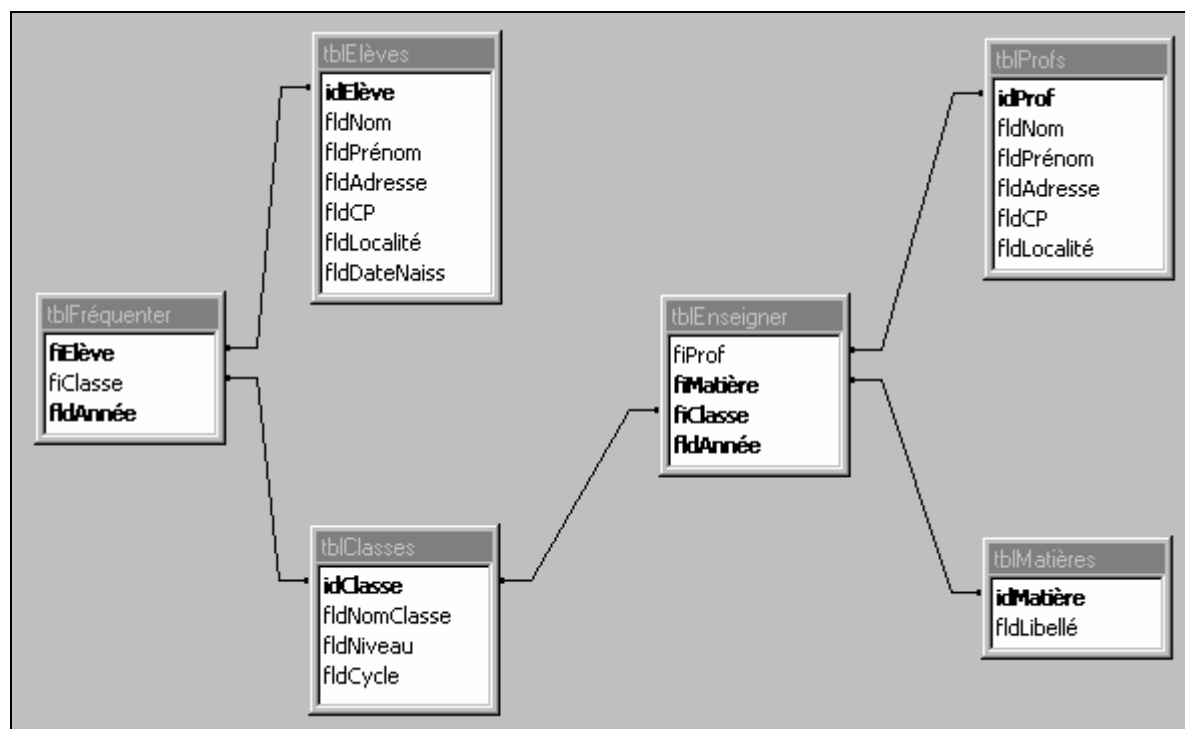 tblElèves
idElève
fldNom
fldPrénom
fldAdresse
fldCP
fldLocalité
fldDateNaiss
tblProfs
idProf
fldNom
fldPrénom
fldAdresse
fldCP
fldLocalité
tblFréquenter
fiElève
fiClasse
fldAnnée
tblEnseigner
fiProf
fiMatière
fiClasse
fldAnnée
tblClasses
idClasse
fldNomClasse
fldNiveau
fldCycle
tblMatières
idMatière
fldLibellé